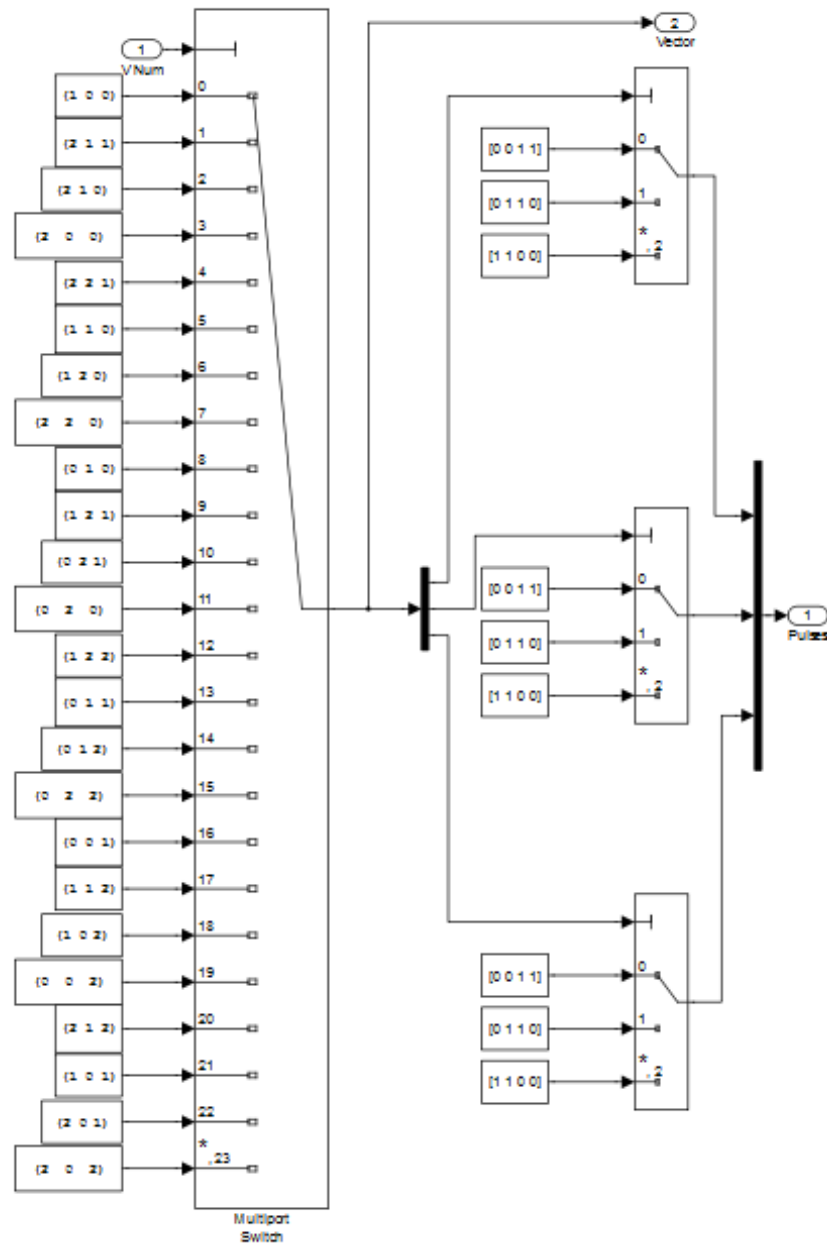 1
V Num
2
Vector
{1 0 0} 0
{2 1 1} 1
{2 1 0} 2
{2 0 0} 3
{2 2 1} 4
{1 1 0} 5
{1 2 0} 6
{2 2 0} 7
{0 1 0} 8
{1 2 1} 9
{0 2 1} 10
{0 2 0} 11
{1 2 2} 12
{0 1 1} 13
{0 1 2} 14
{0 2 2} 15
{0 0 1} 16
{1 1 2} 17
{1 0 2} 18
{0 0 2} 19
{2 1 2} 20
{1 0 1} 21
{2 0 1} 22
{2 0 2} *, 23
Multiport
Switch
[0 0 1 1] 0
[0 1 1 0] 1
[1 1 0 0] *, 2
[0 0 1 1] 0
[0 1 1 0] 1
[1 1 0 0] *, 2
[0 0 1 1] 0
[0 1 1 0] 1
[1 1 0 0] *, 2
1
Pulses